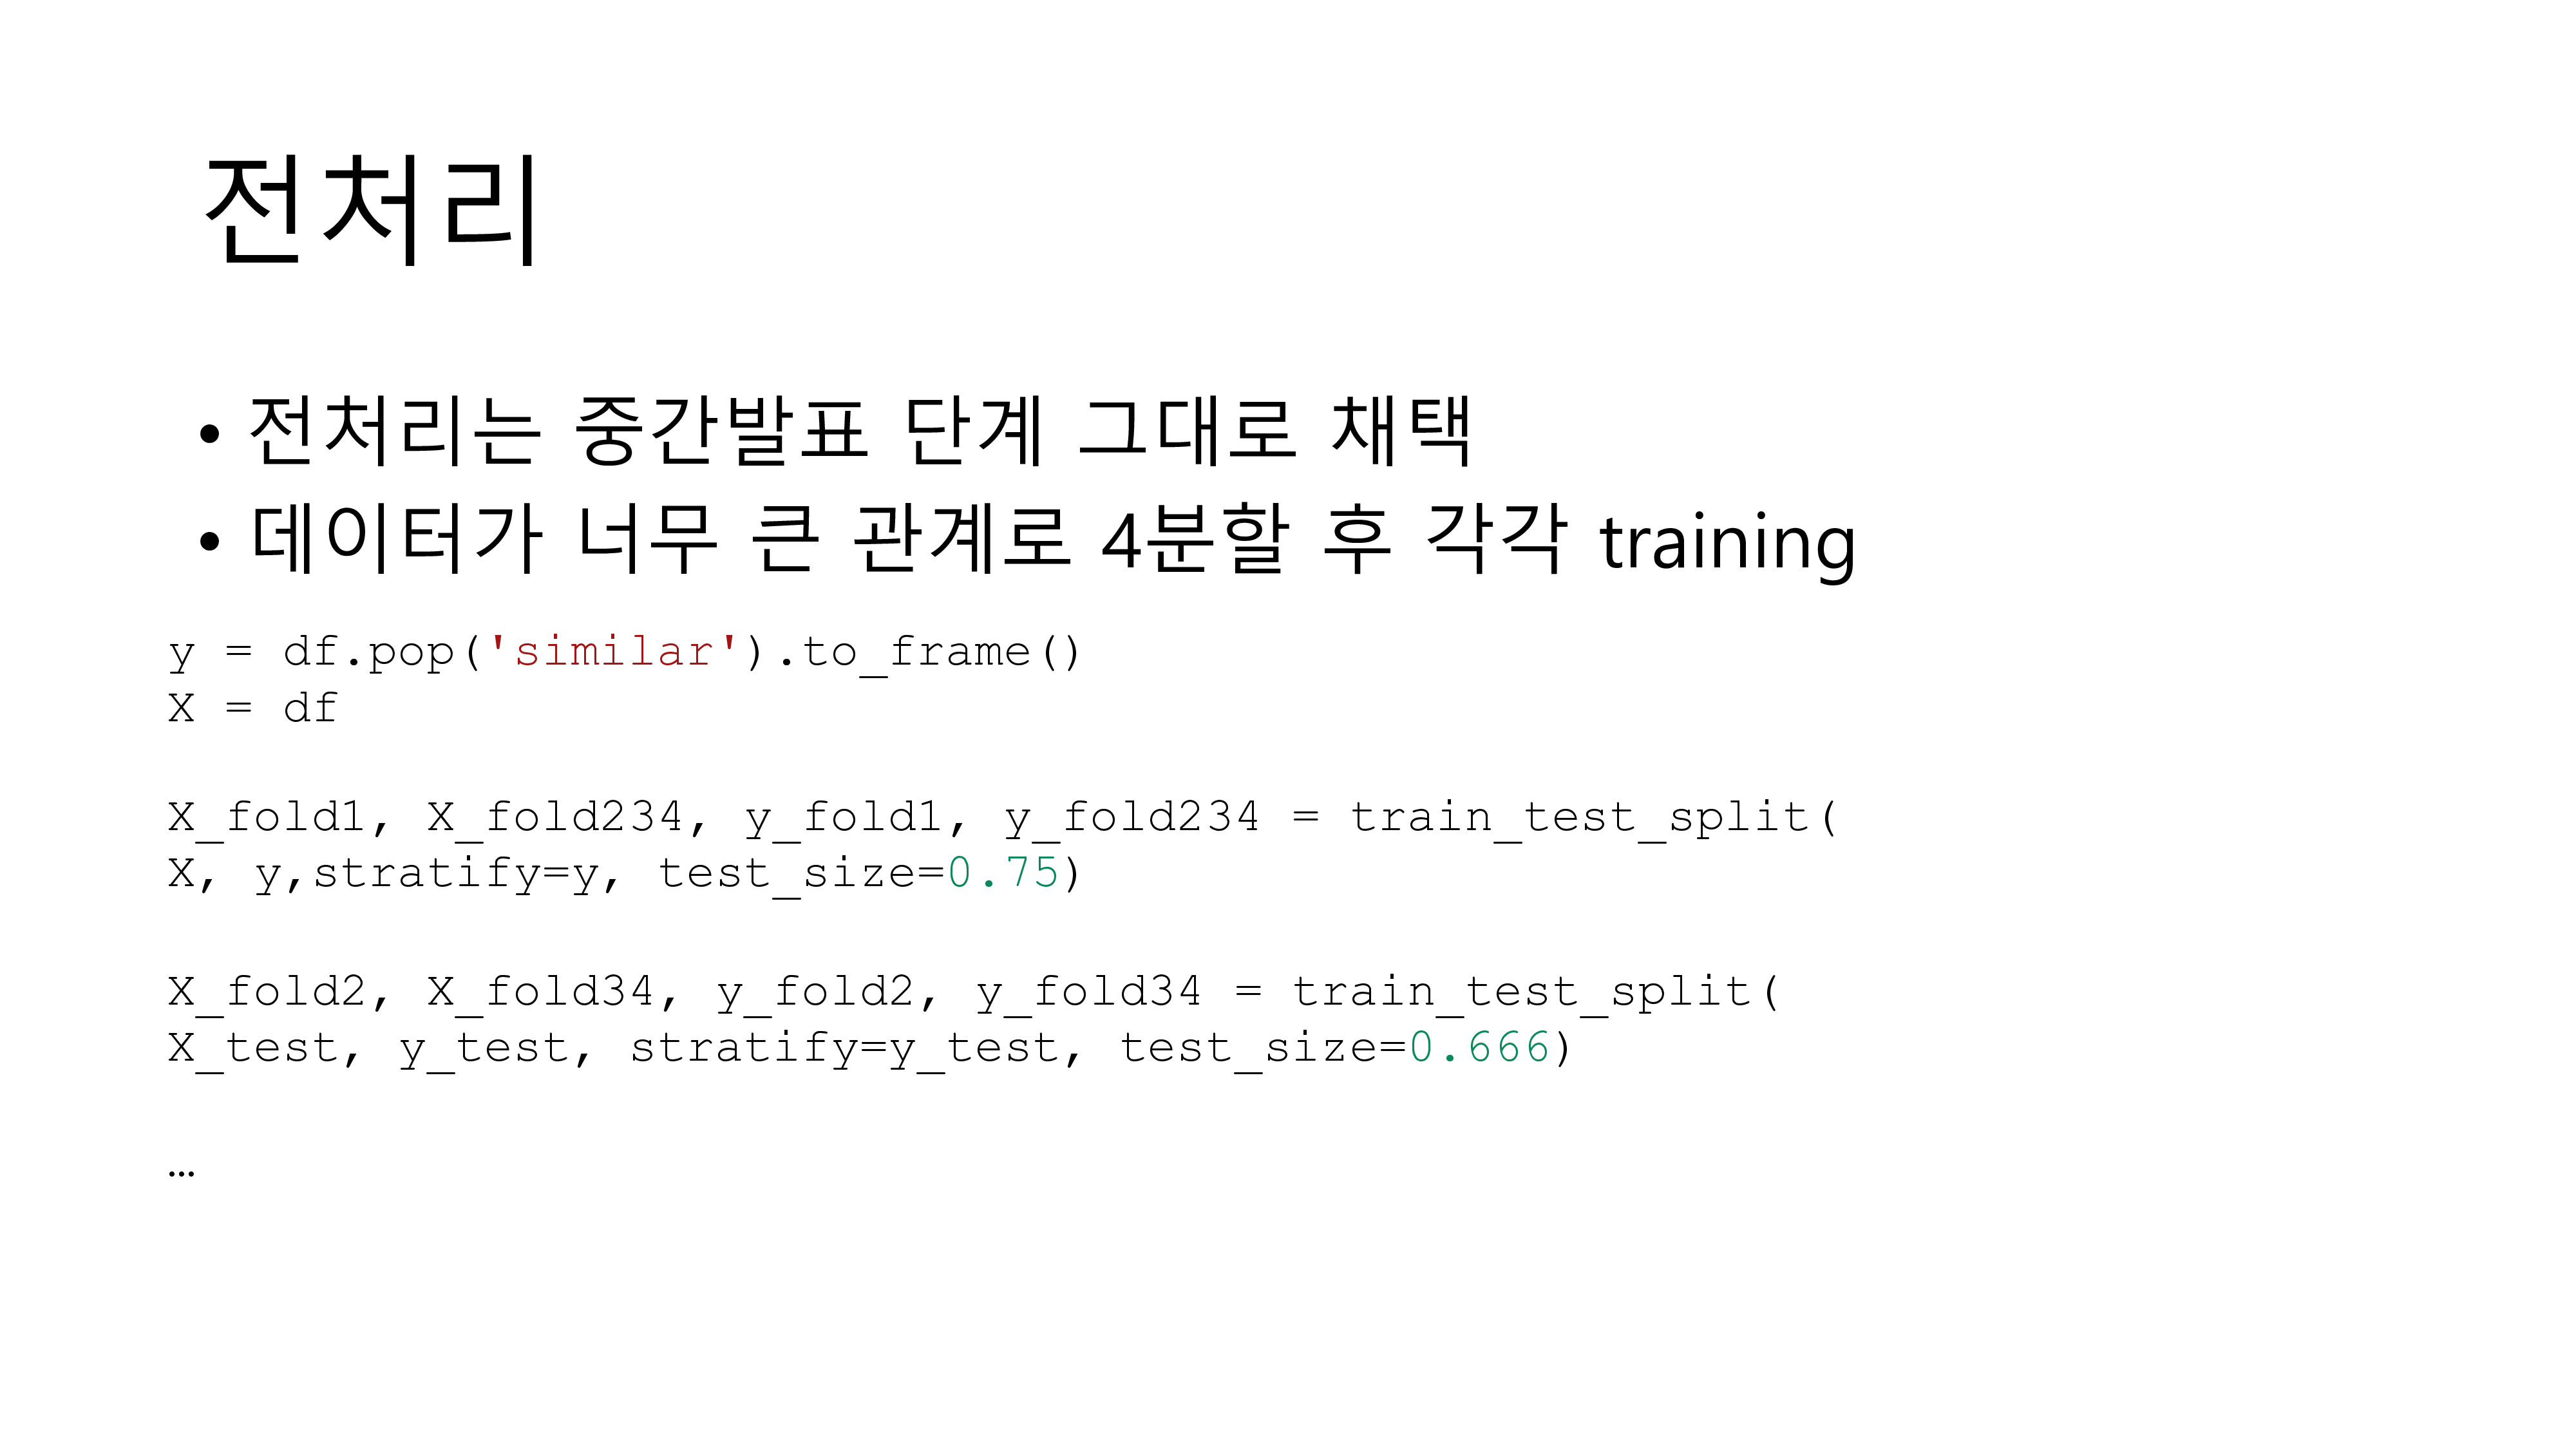 전처리
• 전처리는 중간발표 단계 그대로 채택
• 데이터가 너무 큰 관계로 4분할 후 각각 training
y = df.pop('similar').to_frame()
X = df
X_fold1, X_fold234, y_fold1, y_fold234 = train_test_split(
X, y,stratify=y, test_size=0.75)
X_fold2, X_fold34, y_fold2, y_fold34 = train_test_split(
X_test, y_test, stratify=y_test, test_size=0.666)
…